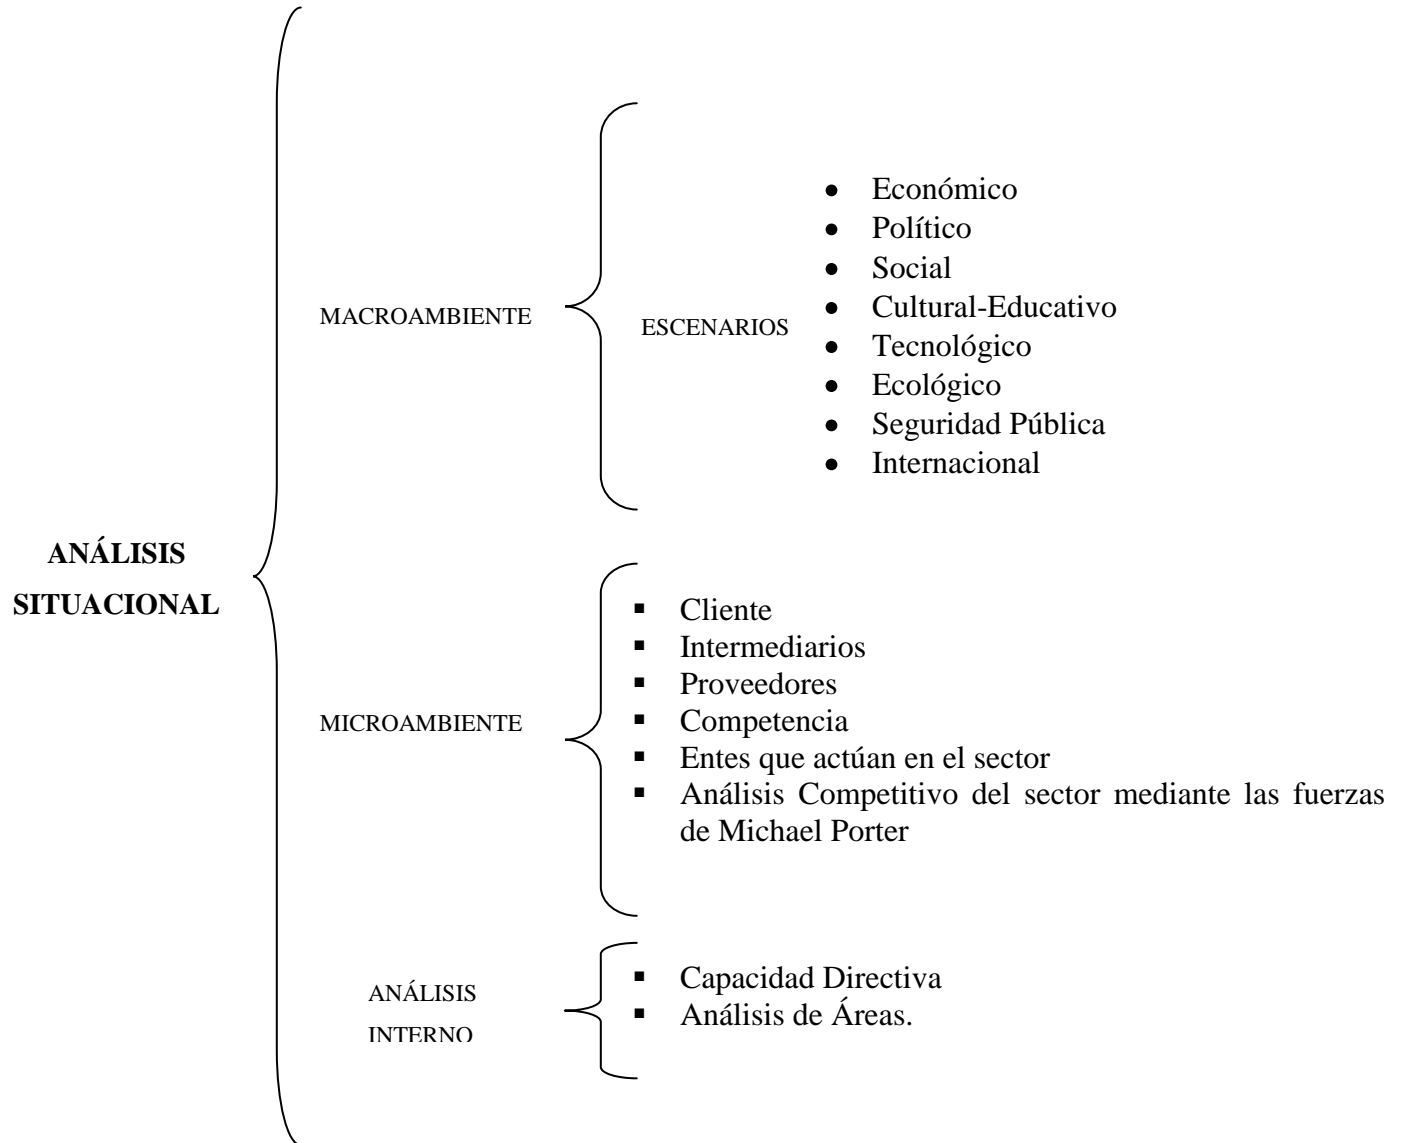 ANÁLISIS
SITUACIONAL
MACROAMBIENTE
ESCENARIOS
• Económico
• Político
• Social
• Cultural-Educativo
• Tecnológico
• Ecológico
• Seguridad Pública
• Internacional
MICROAMBIENTE
▪ Cliente
▪ Intermediarios
▪ Proveedores
▪ Competencia
▪ Entes que actúan en el sector
▪ Análisis Competitivo del sector mediante las fuerzas
de Michael Porter
ANÁLISIS
INTERNO
▪ Capacidad Directiva
▪ Análisis de Áreas.